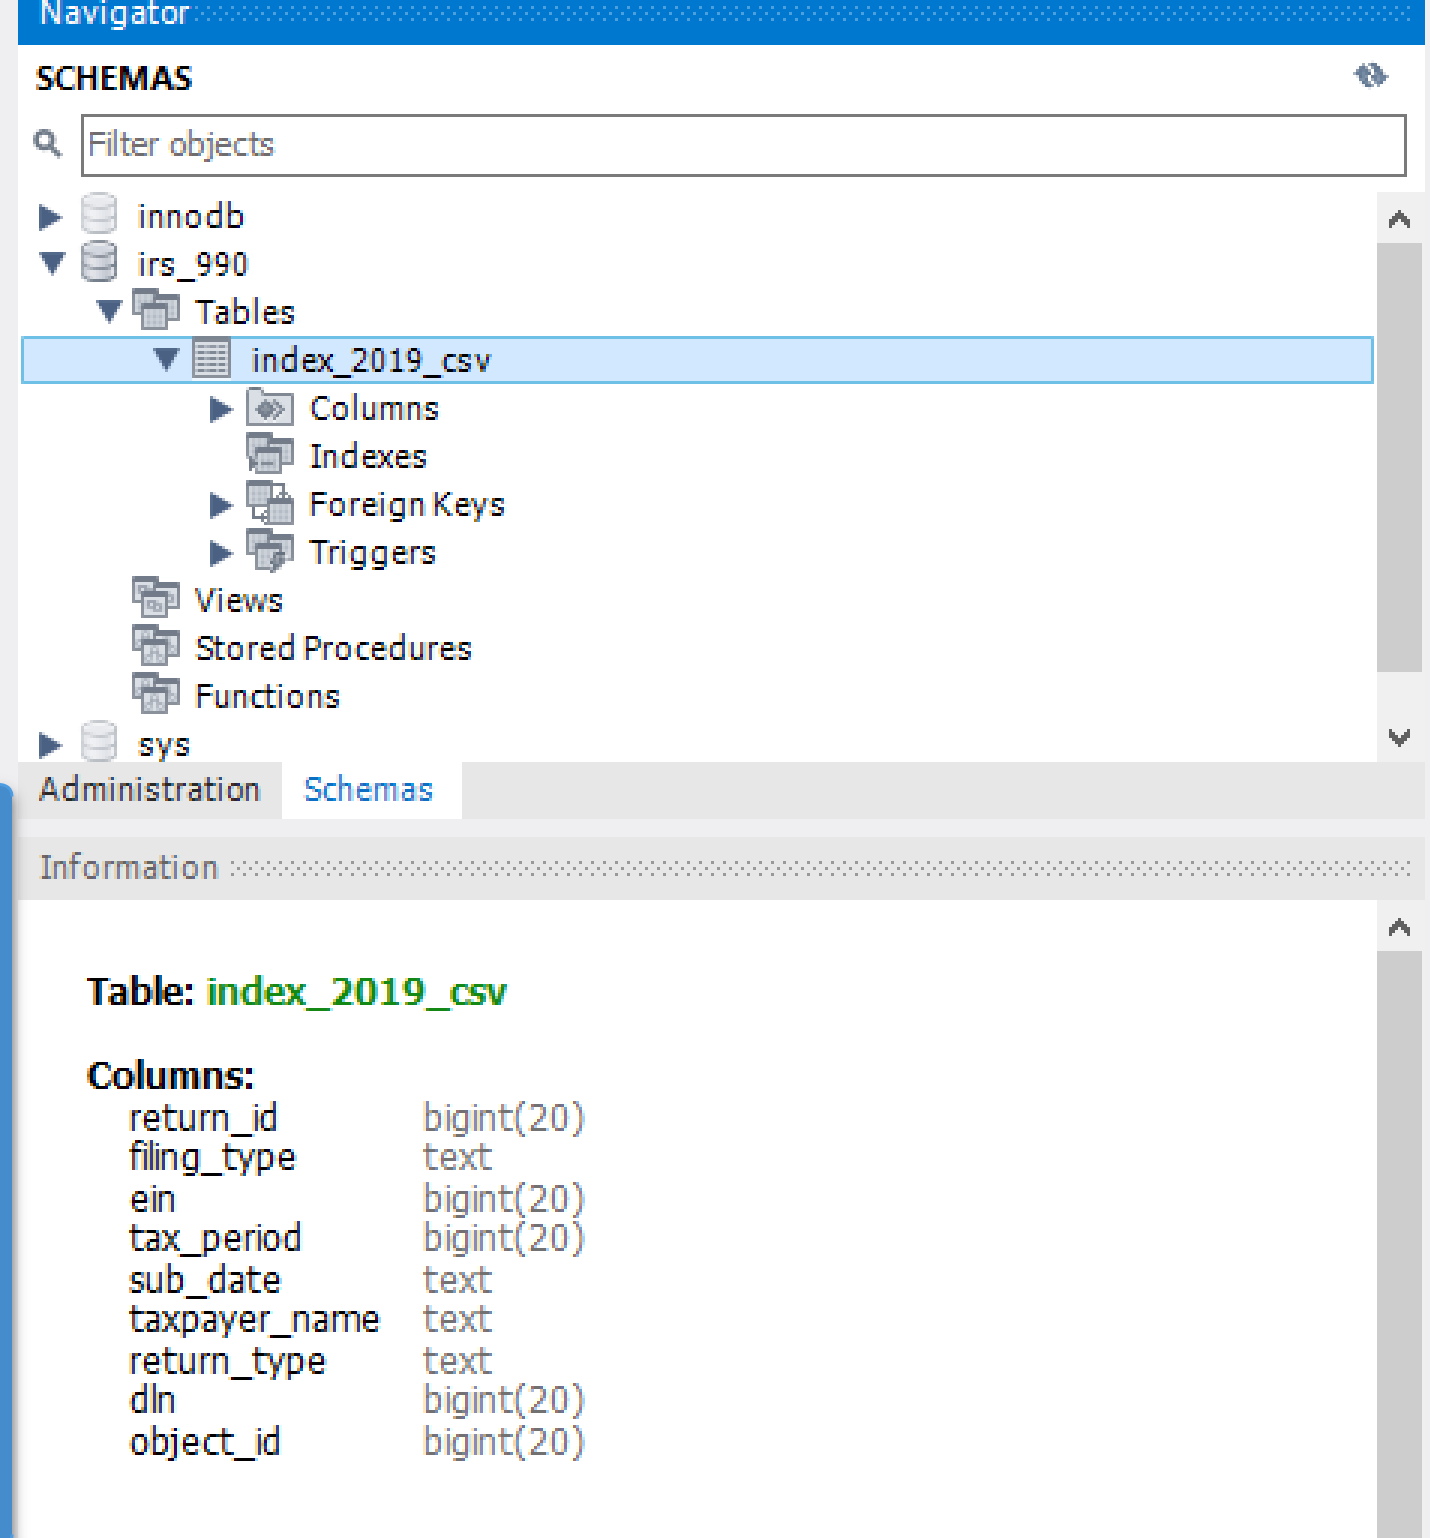 Navigator
SCHEMAS
Filter objects
innodb
irs_990
Tables
index_2019_csv
Columns
Indexes
Foreign Keys
Triggers
Views
Stored Procedures
Functions
sys
Administration Schemas
Information
Table: index_2019_csv
Columns:
return_id bigint(20)
filing_type text
ein bigint(20)
tax_period bigint(20)
sub_date text
taxpayer_name text
return_type text
dln bigint(20)
object_id bigint(20)